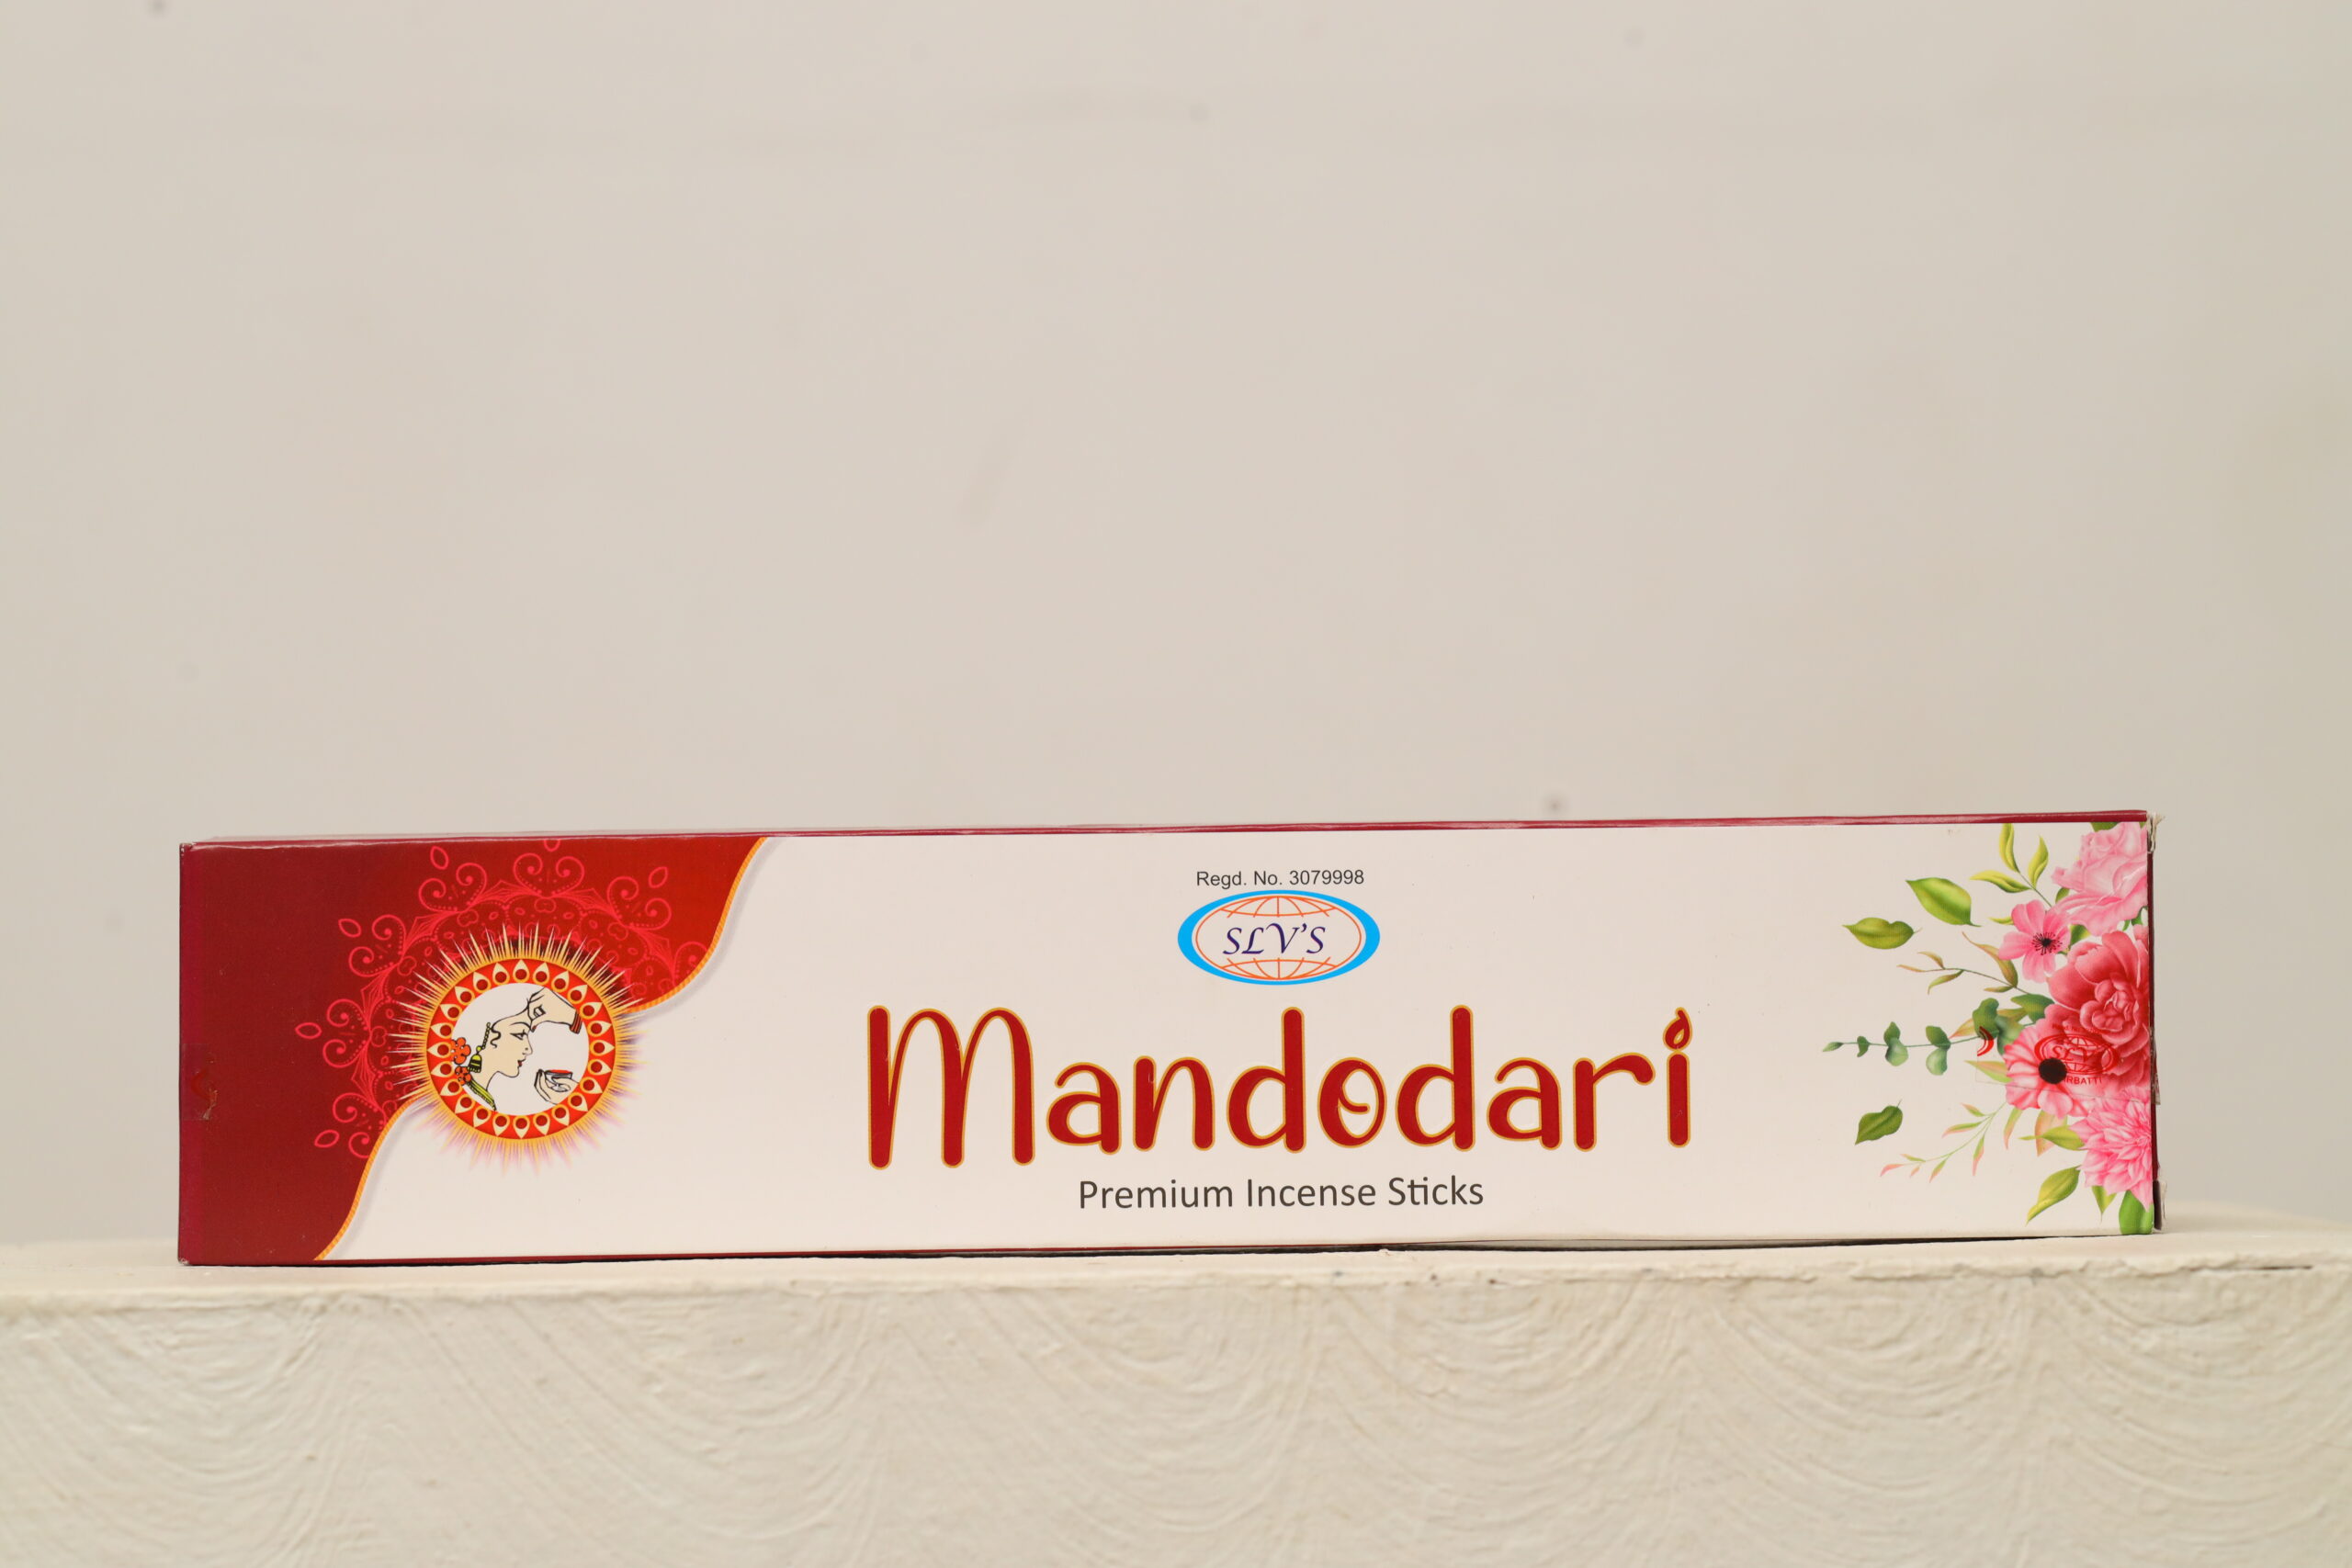 Regd. No. 3079998
SLV'S
Mandodari
Premium Incense Sticks